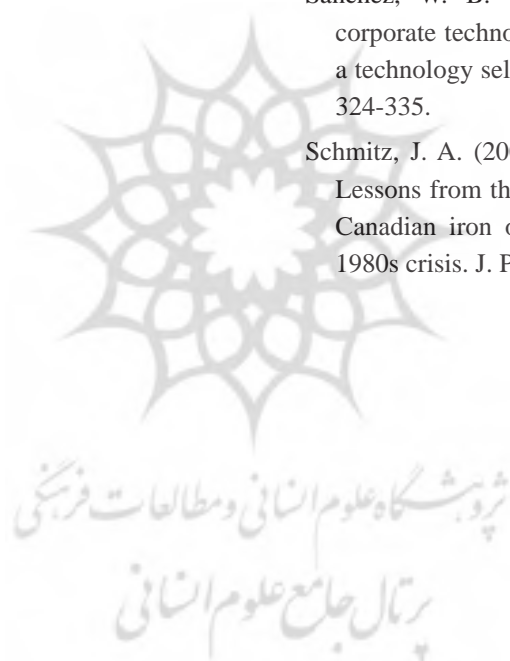 Sanchez, W. B.
corporate techno
a technology sel
324-335.
Schmitz, J. A. (20
Lessons from th
Canadian iron o
1980s crisis. J. P
پژوهشگاه علوم انسانی و مطالعات فرهنگی
پرتال جامع علوم انسانی